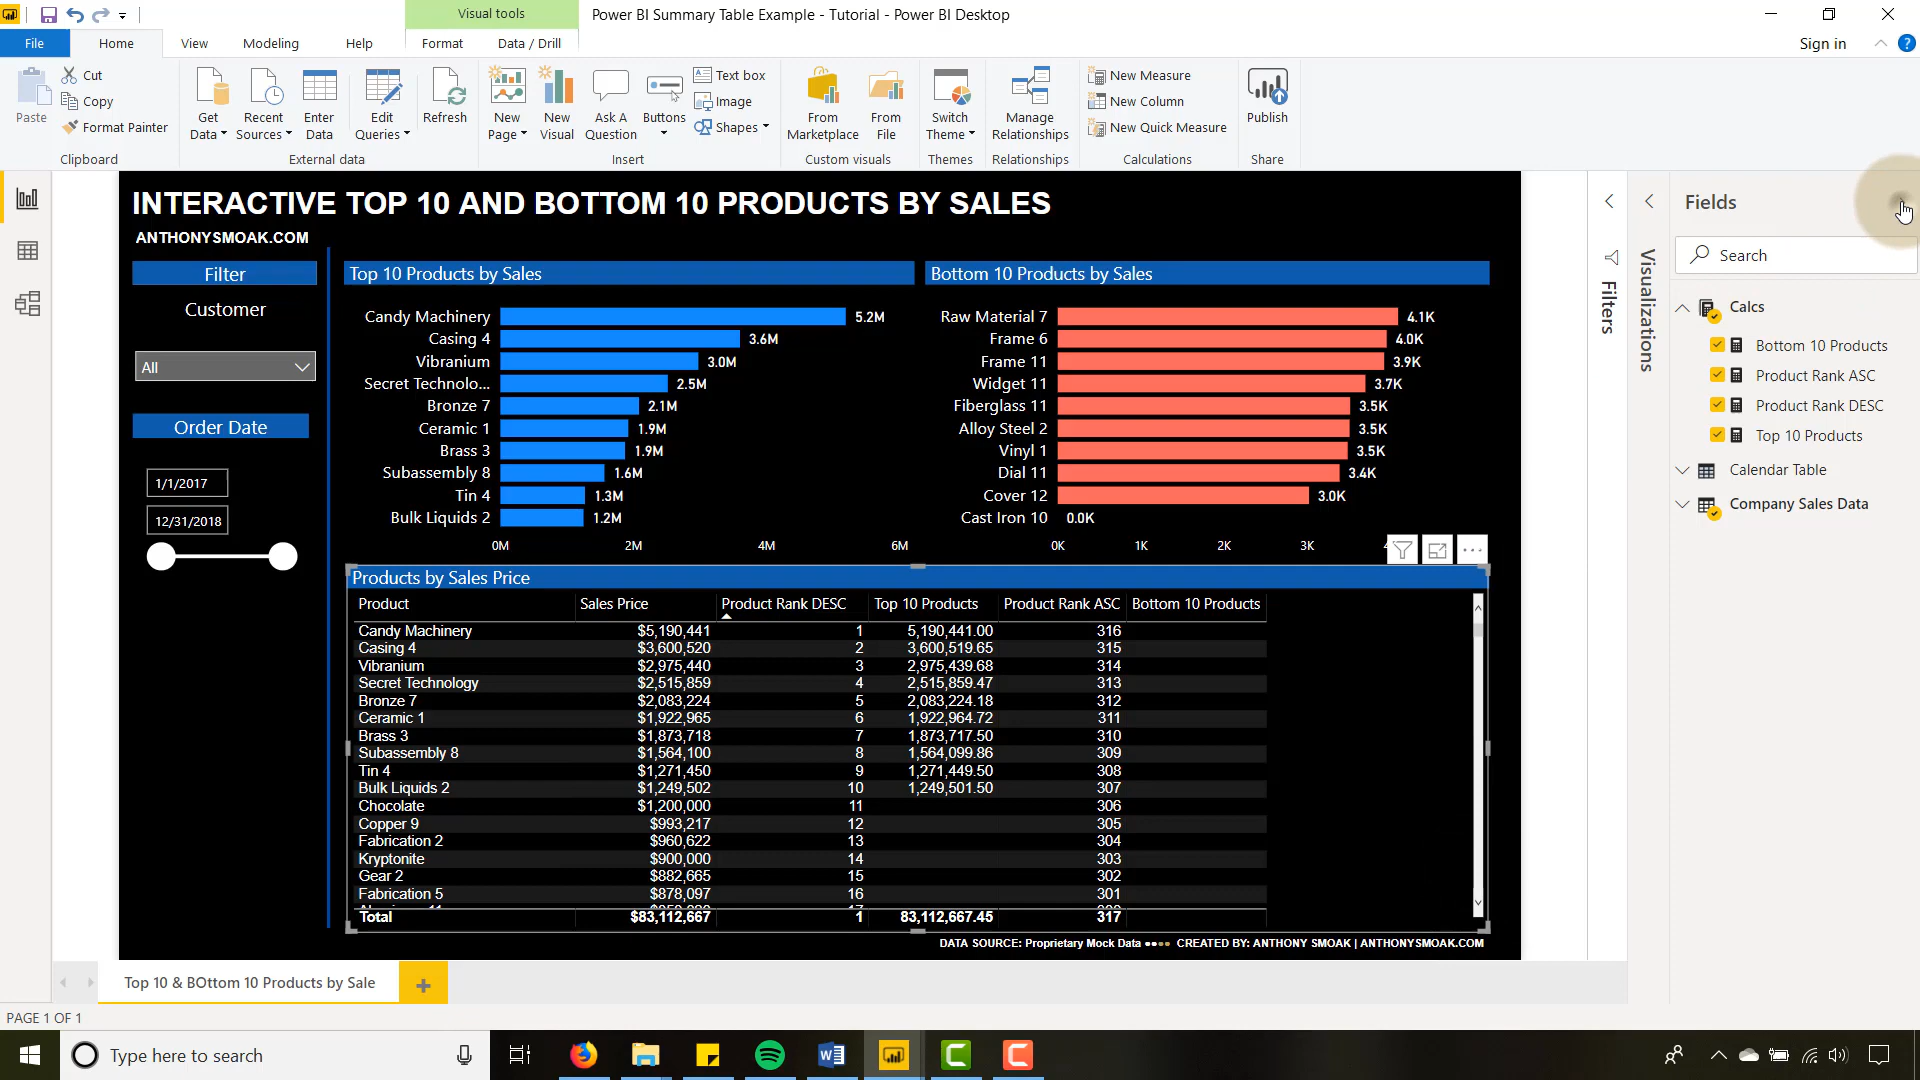 Visual tools
Power BI Summary Table Example - Tutorial - Power BI Desktop
File Home View Modeling Help Format Data / Drill Sign in
Paste Cut Copy Format Painter
Get Data Recent Sources Enter Data Edit Queries Refresh
New Page New Visual Ask A Question Buttons Text box Image Shapes
From Marketplace From File Switch Theme Manage Relationships
New Measure New Column New Quick Measure Publish
Clipboard External data Insert Custom visuals Themes Relationships Calculations Share
INTERACTIVE TOP 10 AND BOTTOM 10 PRODUCTS BY SALES
ANTHONYSMOAK.COM
Filter
Customer
All
Order Date
1/1/2017
12/31/2018
Top 10 Products by Sales
Candy Machinery 5.2M
Casing 4 3.6M
Vibranium 3.0M
Secret Technolo... 2.5M
Bronze 7 2.1M
Ceramic 1 1.9M
Brass 3 1.9M
Subassembly 8 1.6M
Tin 4 1.3M
Bulk Liquids 2 1.2M
0M 2M 4M 6M
Bottom 10 Products by Sales
Raw Material 7 4.1K
Frame 6 4.0K
Frame 11 3.9K
Widget 11 3.7K
Fiberglass 11 3.5K
Alloy Steel 2 3.5K
Vinyl 1 3.5K
Dial 11 3.4K
Cover 12 3.0K
Cast Iron 10 0.0K
0K 1K 2K 3K
Products by Sales Price
Product Sales Price Product Rank DESC Top 10 Products Product Rank ASC Bottom 10 Products
Candy Machinery $5,190,441 1 5,190,441.00 316
Casing 4 $3,600,520 2 3,600,519.65 315
Vibranium $2,975,440 3 2,975,439.68 314
Secret Technology $2,515,859 4 2,515,859.47 313
Bronze 7 $2,083,224 5 2,083,224.18 312
Ceramic 1 $1,922,965 6 1,922,964.72 311
Brass 3 $1,873,718 7 1,873,717.50 310
Subassembly 8 $1,564,100 8 1,564,099.86 309
Tin 4 $1,271,450 9 1,271,449.50 308
Bulk Liquids 2 $1,249,502 10 1,249,501.50 307
Chocolate $1,200,000 11 306
Copper 9 $993,217 12 305
Fabrication 2 $960,622 13 304
Kryptonite $900,000 14 303
Gear 2 $882,665 15 302
Fabrication 5 $878,097 16 301
Total $83,112,667 1 83,112,667.45 317
DATA SOURCE: Proprietary Mock Data ●●●● CREATED BY: ANTHONY SMOAK | ANTHONYSMOAK.COM
Filters
Visualizations
Fields
Search
Calcs
Bottom 10 Products
Product Rank ASC
Product Rank DESC
Top 10 Products
Calendar Table
Company Sales Data
Top 10 & BOttom 10 Products by Sale
PAGE 1 OF 1
Type here to search